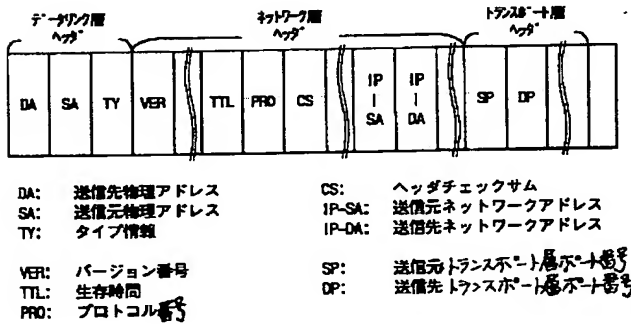 データリンク層
ヘッダ
ネットワーク層
ヘッダ
トランスポート層
ヘッダ
DA SA TY VER TTL PRO CS IP-SA IP-DA SP DP
DA: 送信先物理アドレス
SA: 送信元物理アドレス
TY: タイプ情報
VER: バージョン番号
TTL: 生存時間
PRO: プロトコル番号
CS: ヘッダチェックサム
IP-SA: 送信元ネットワークアドレス
IP-DA: 送信先ネットワークアドレス
SP: 送信元トランスポート層ポート番号
DP: 送信先トランスポート層ポート番号